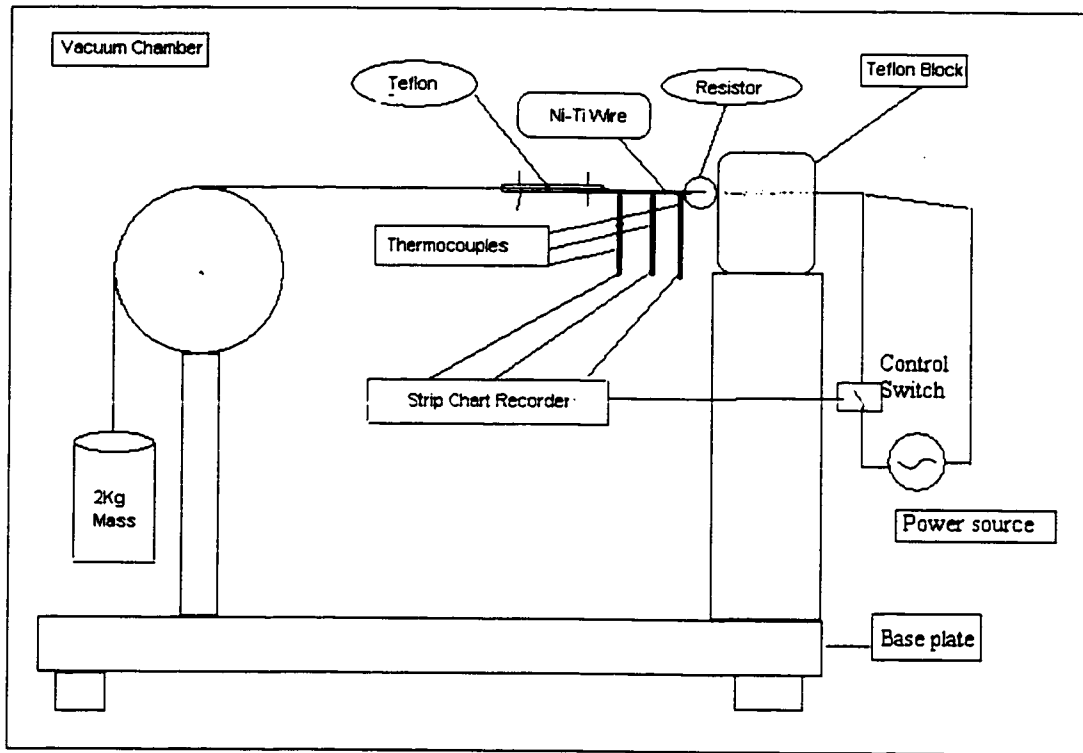 Vacuum Chamber
Teflon
Resistor
Teflon Block
Ni-Ti Wire
Thermocouples
Strip Chart Recorder
Control
Switch
2Kg
Mass
Power source
Base plate